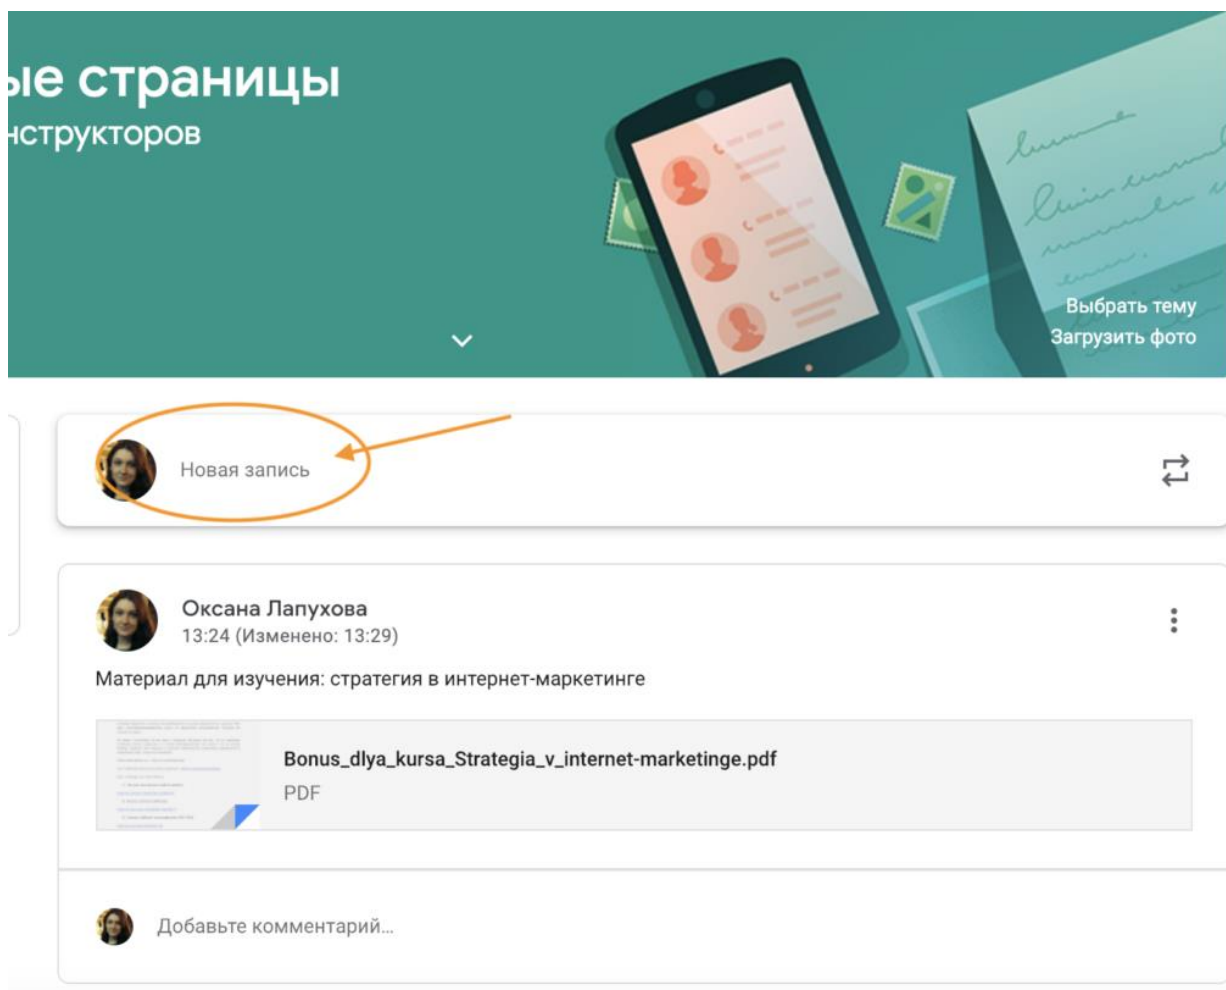 ые страницы
нструкторов
Выбрать тему
Загрузить фото
Новая запись
Оксана Лапухова
13:24 (Изменено: 13:29)
Материал для изучения: стратегия в интернет-маркетинге
Bonus_dlya_kursa_Strategia_v_internet-marketinge.pdf
PDF
Добавьте комментарий...